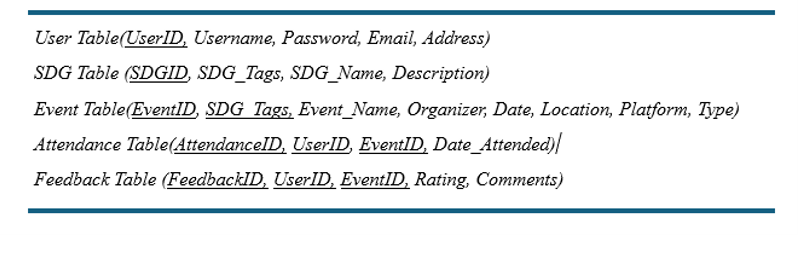 User Table(UserID, Username, Password, Email, Address)
SDG Table (SDGID, SDG_Tags, SDG_Name, Description)
Event Table(EventID, SDG_Tags, Event_Name, Organizer, Date, Location, Platform, Type)
Attendance Table(AttendanceID, UserID, EventID, Date_Attended)
Feedback Table (FeedbackID, UserID, EventID, Rating, Comments)